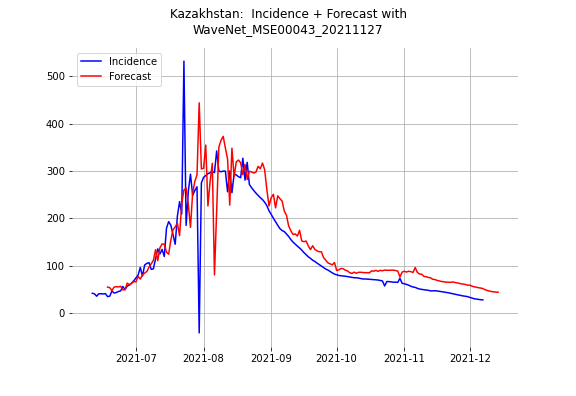 Kazakhstan:  Incidence + Forecast with
WaveNet_MSE00043_20211127
Incidence
Forecast
500
400
300
200
100
0
2021-07 2021-08 2021-09 2021-10 2021-11 2021-12